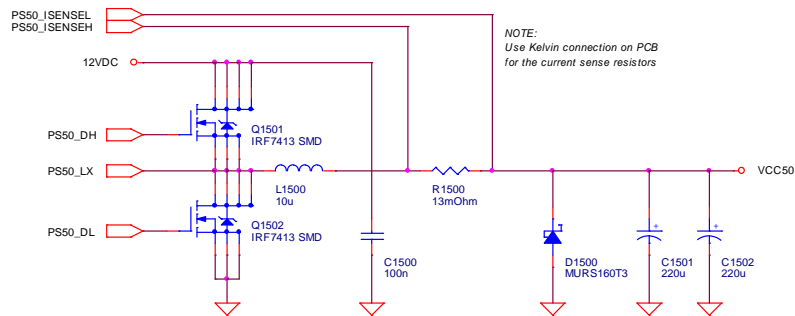 PS50_ISENSEL
PS50_ISENSEH
NOTE:
Use Kelvin connection on PCB
for the current sense resistors
12VDC
PS50_DH
Q1501
IRF7413 SMD
PS50_LX
VCC50
L1500
10u
R1500
13mOhm
PS50_DL
Q1502
IRF7413 SMD
C1500
100n
D1500
MURS160T3
C1501
220u
C1502
220u